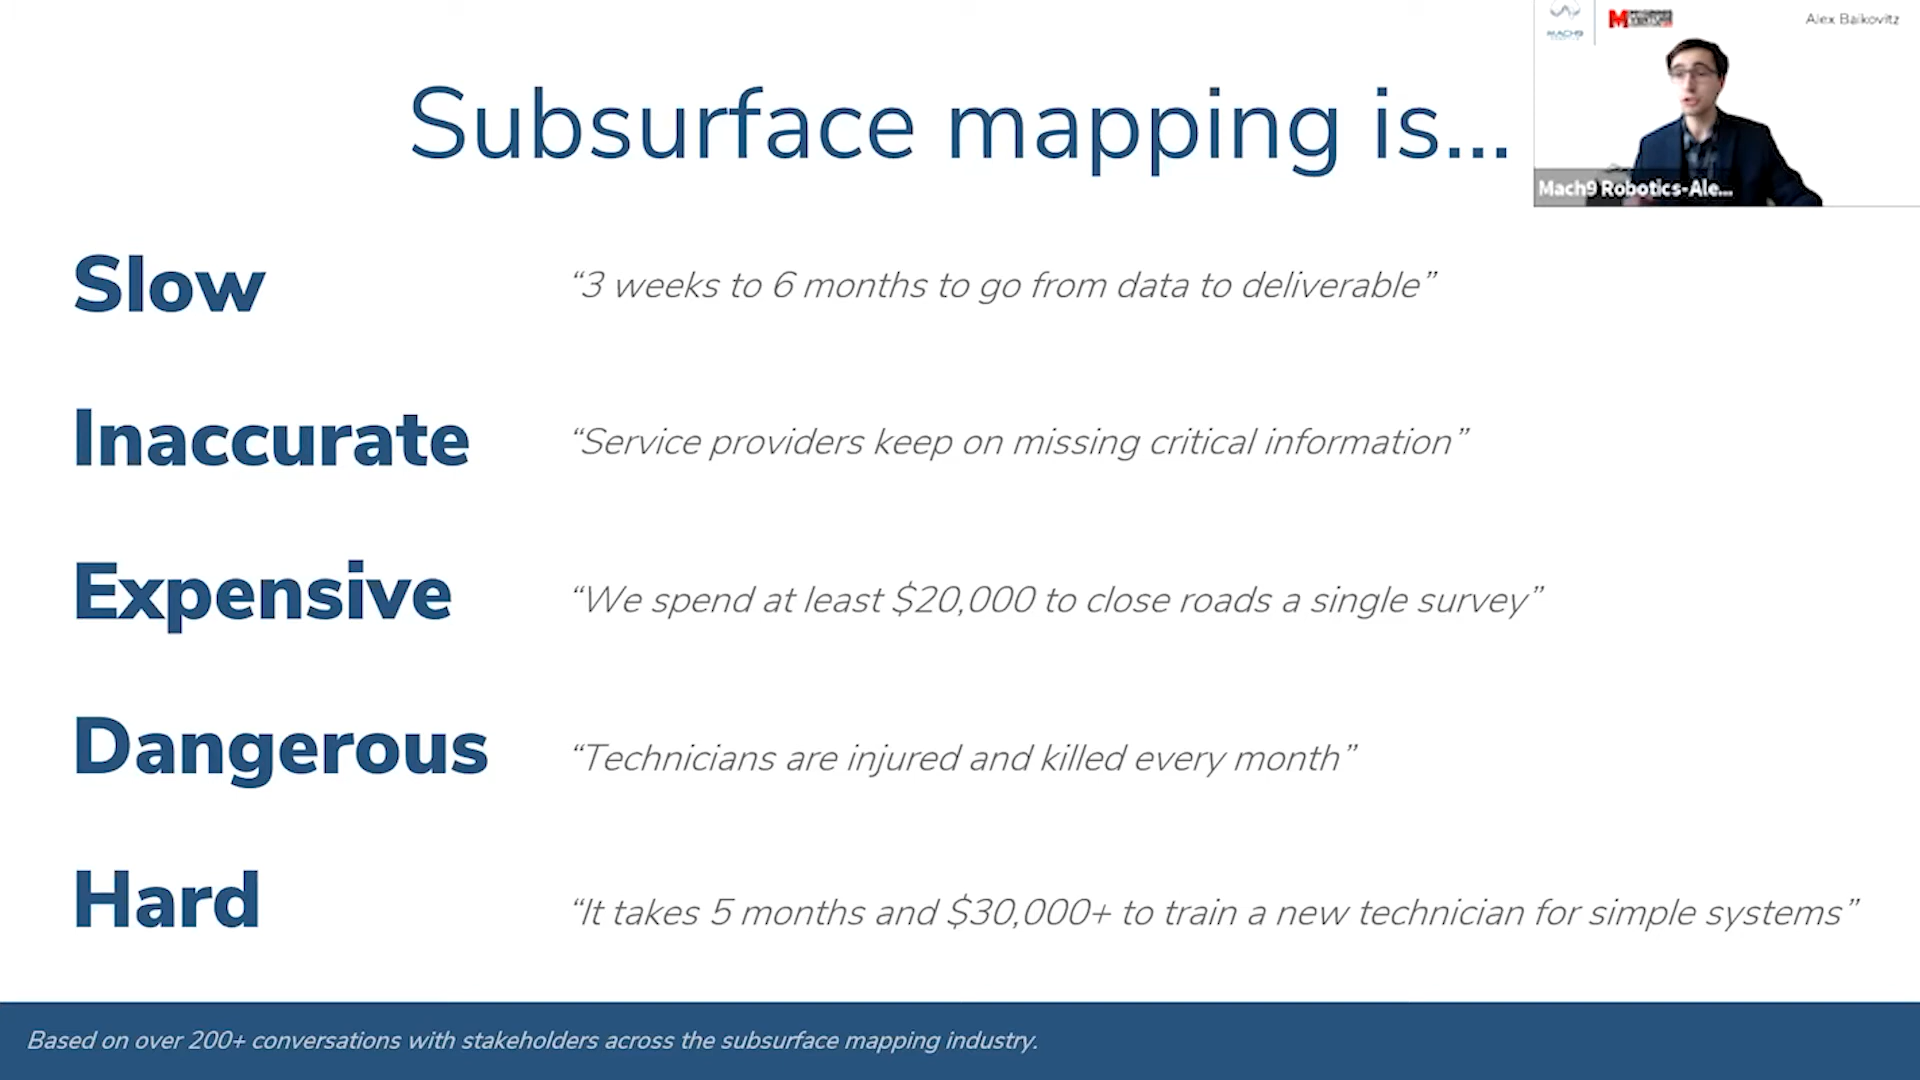 Subsurface mapping is...
MACH9
Alex Baikovitz
Mach9 Robotics-Ale...
Slow
“3 weeks to 6 months to go from data to deliverable”
Inaccurate
“Service providers keep on missing critical information”
Expensive
“We spend at least $20,000 to close roads a single survey”
Dangerous
“Technicians are injured and killed every month”
Hard
“It takes 5 months and $30,000+ to train a new technician for simple systems”
Based on over 200+ conversations with stakeholders across the subsurface mapping industry.